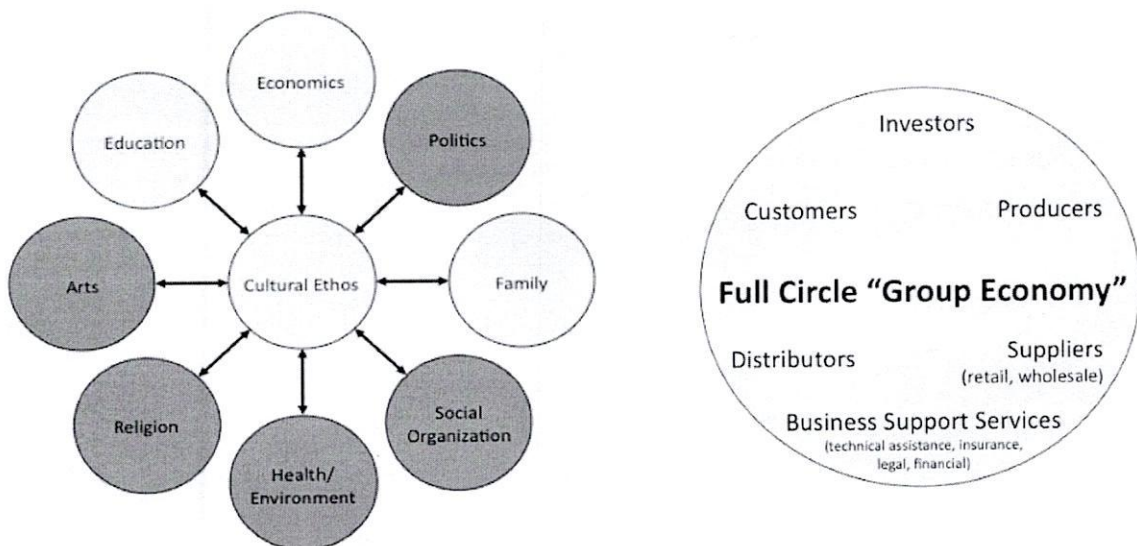 Economics
Education
Politics
Arts
Cultural Ethos
Family
Religion
Social
Organization
Health/
Environment
Investors
Customers
Producers
Full Circle “Group Economy”
Distributors
Suppliers
(retail, wholesale)
Business Support Services
(technical assistance, insurance,
legal, financial)